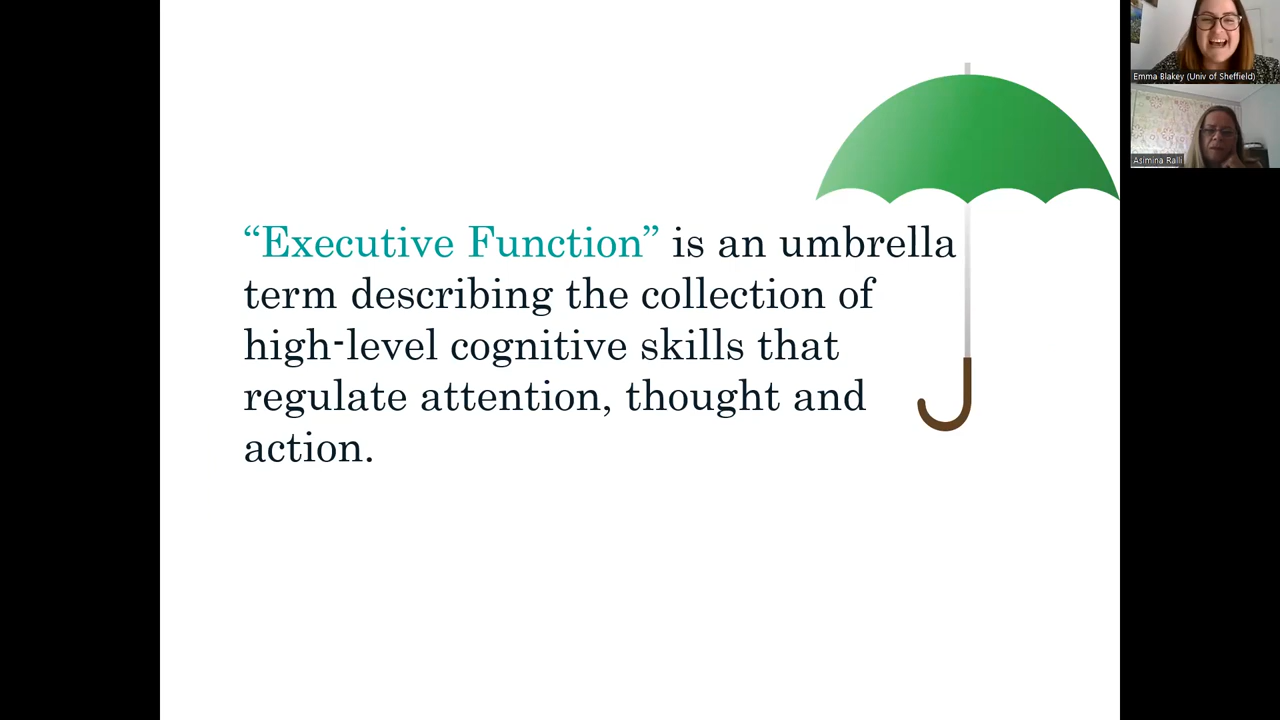 “Executive Function” is an umbrella
term describing the collection of
high-level cognitive skills that
regulate attention, thought and
action.
Emma Blakey (Univ of Sheffield)
Asimina Ralli